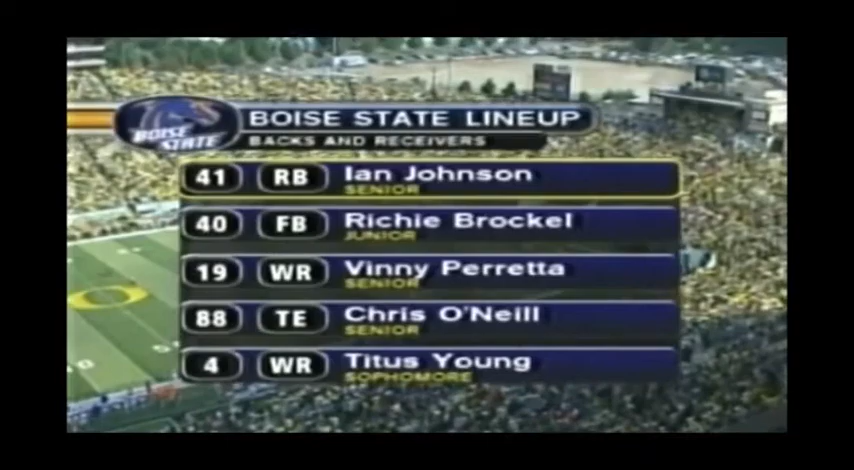 BOISE STATE
BOISE STATE LINEUP
BACKS AND RECEIVERS
41 RB Ian Johnson
SENIOR
40 FB Richie Brockel
JUNIOR
19 WR Vinny Perretta
SENIOR
88 TE Chris O'Neill
SENIOR
4 WR Titus Young
SOPHOMORE